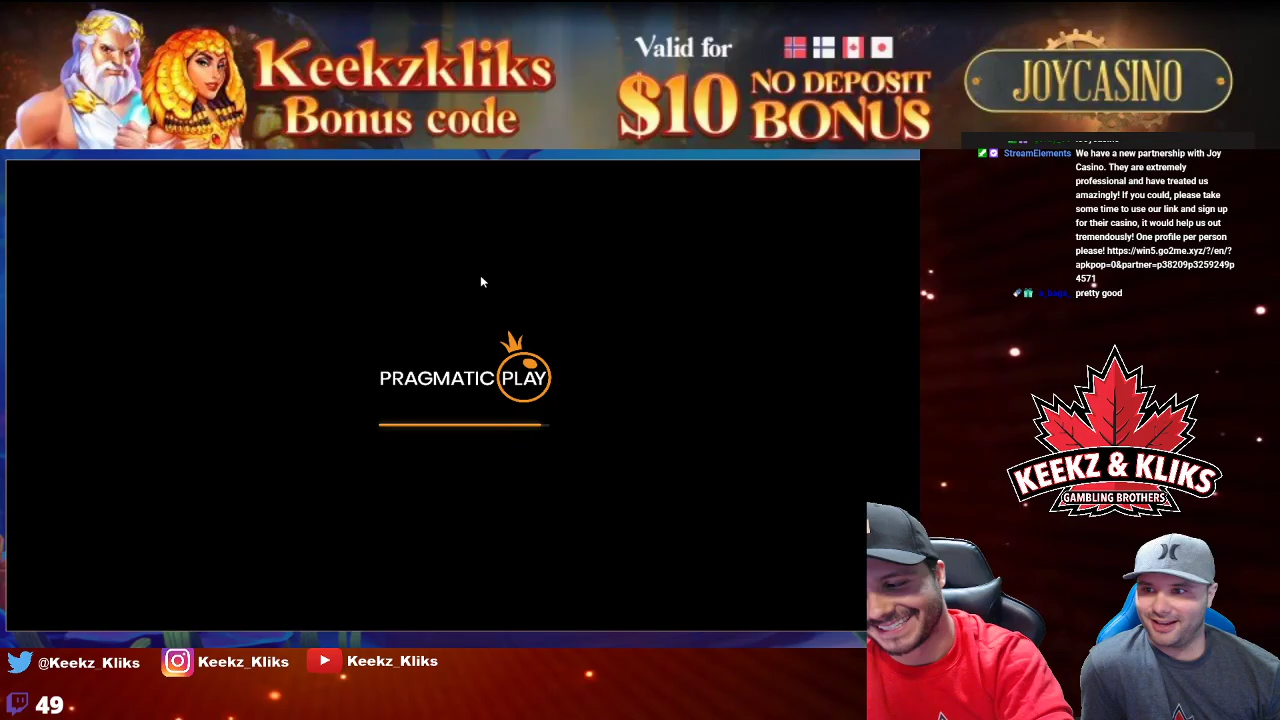 Keekzkliks
Bonus code
Valid for
$10 NO DEPOSIT
BONUS
JOYCASINO
StreamElements We have a new partnership with Joy
Casino. They are extremely
professional and have treated us
amazingly! If you could, please take
some time to use our link and sign up
for their casino, it would help us out
tremendously! One profile per person
please! https://win5.go2me.xyz/?/en/?
apkpop=0&partner=p38209p3259249p
4571
pretty good
PRAGMATIC PLAY
KEEKZ & KLIKS
GAMBLING BROTHERS
@Keekz_Kliks
Keekz_Kliks
Keekz_Kliks
49